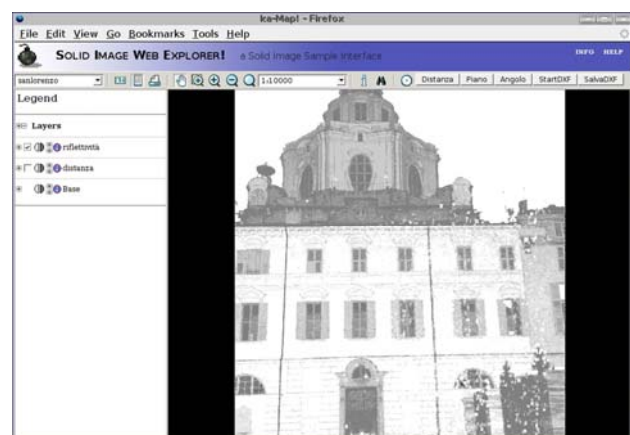 ka-Map! - Firefox
File Edit View Go Bookmarks Tools Help
SOLID IMAGE WEB EXPLORER! a Solid Image Sample Interface INFO HELP
sanlorenzo 1:10000 Distanza Piano Angolo StartDXF SalvaDXF
Legend
Layers
riflettività
distanza
Base